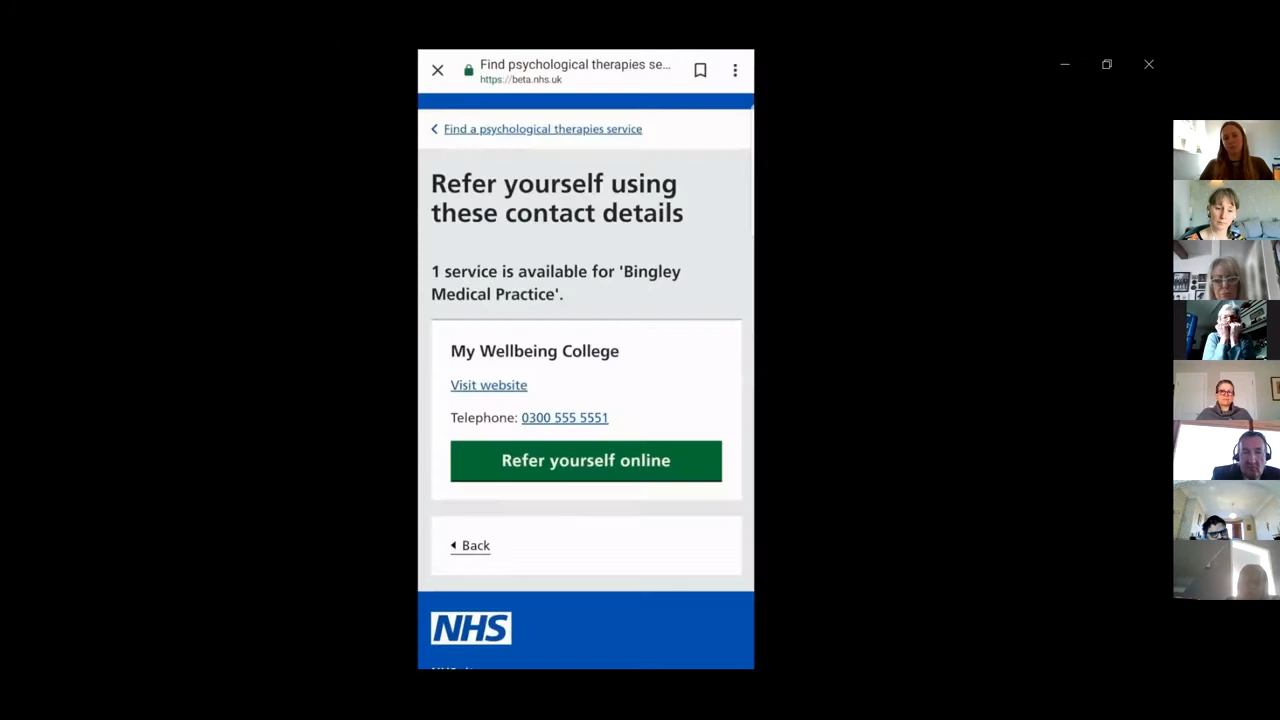 Find psychological therapies se...
https://beta.nhs.uk
Find a psychological therapies service
Refer yourself using
these contact details
1 service is available for 'Bingley
Medical Practice'.
My Wellbeing College
Visit website
Telephone: 0300 555 5551
Refer yourself online
Back
NHS